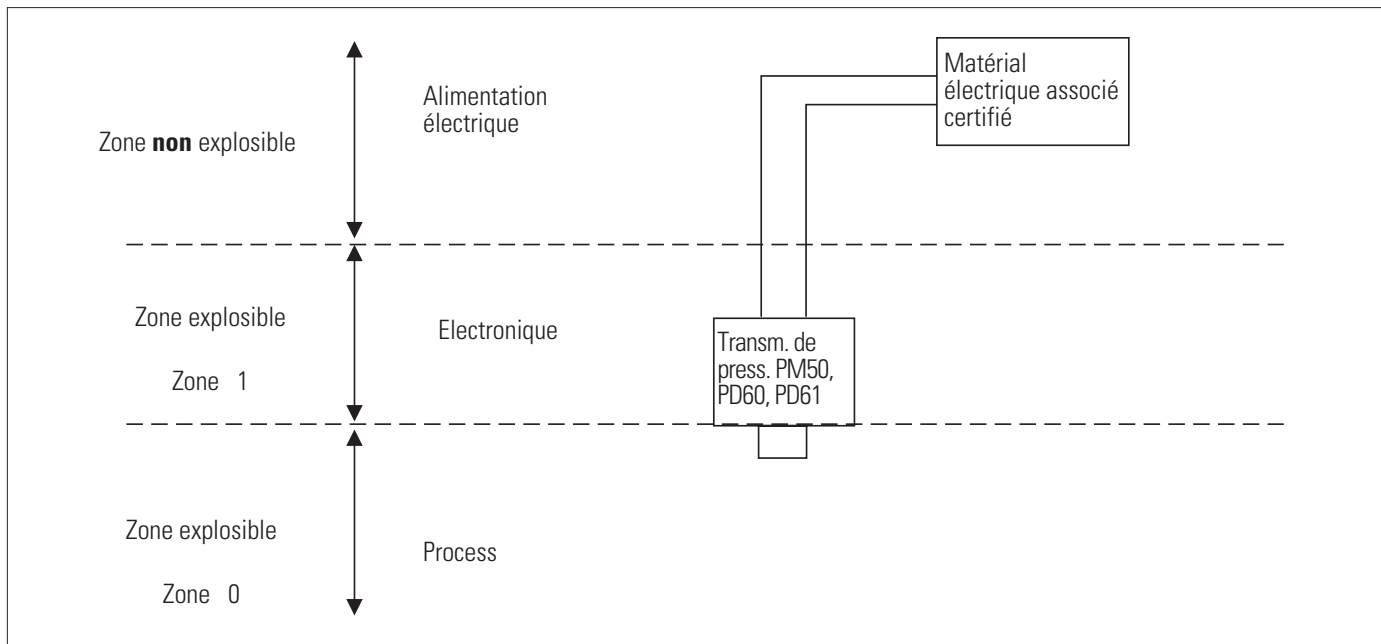 Zone non explosible
Alimentation
électrique
Matérial
électrique associé
certifié
Zone explosible
Zone 1
Electronique
Transm. de
press. PM50,
PD60, PD61
Zone explosible
Zone 0
Process